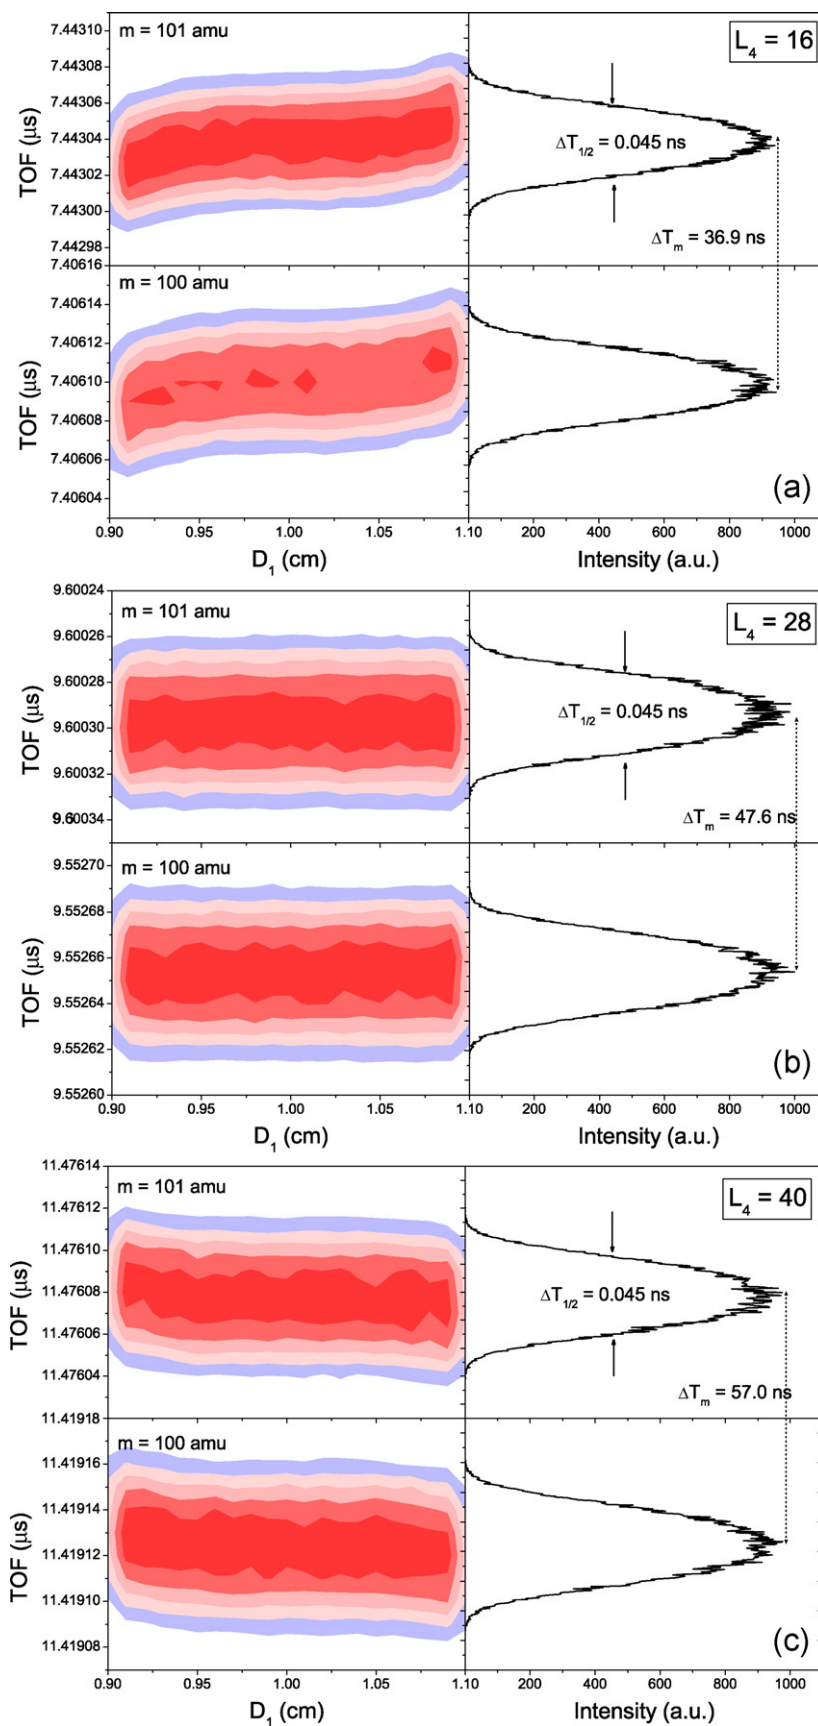 m = 101 amu
L4 = 16
7.44310
7.44308
7.44306
7.44304
7.44302
7.44300
7.44298
TOF (μs)
ΔT1/2 = 0.045 ns
ΔTm = 36.9 ns
m = 100 amu
7.40616
7.40614
7.40612
7.40610
7.40608
7.40606
7.40604
TOF (μs)
(a)
0.90 0.95 1.00 1.05 1.10 200 400 600 800 1000
D1 (cm) Intensity (a.u.)
m = 101 amu
L4 = 28
9.60024
9.60026
9.60028
9.60030
9.60032
9.60034
TOF (μs)
ΔT1/2 = 0.045 ns
ΔTm = 47.6 ns
m = 100 amu
9.55270
9.55268
9.55266
9.55264
9.55262
9.55260
TOF (μs)
(b)
0.90 0.95 1.00 1.05 1.10 200 400 600 800 1000
D1 (cm) Intensity (a.u.)
m = 101 amu
L4 = 40
11.47614
11.47612
11.47610
11.47608
11.47606
11.47604
TOF (μs)
ΔT1/2 = 0.045 ns
ΔTm = 57.0 ns
m = 100 amu
11.41918
11.41916
11.41914
11.41912
11.41910
11.41908
TOF (μs)
(c)
0.90 0.95 1.00 1.05 1.10 200 400 600 800 1000
D1 (cm) Intensity (a.u.)